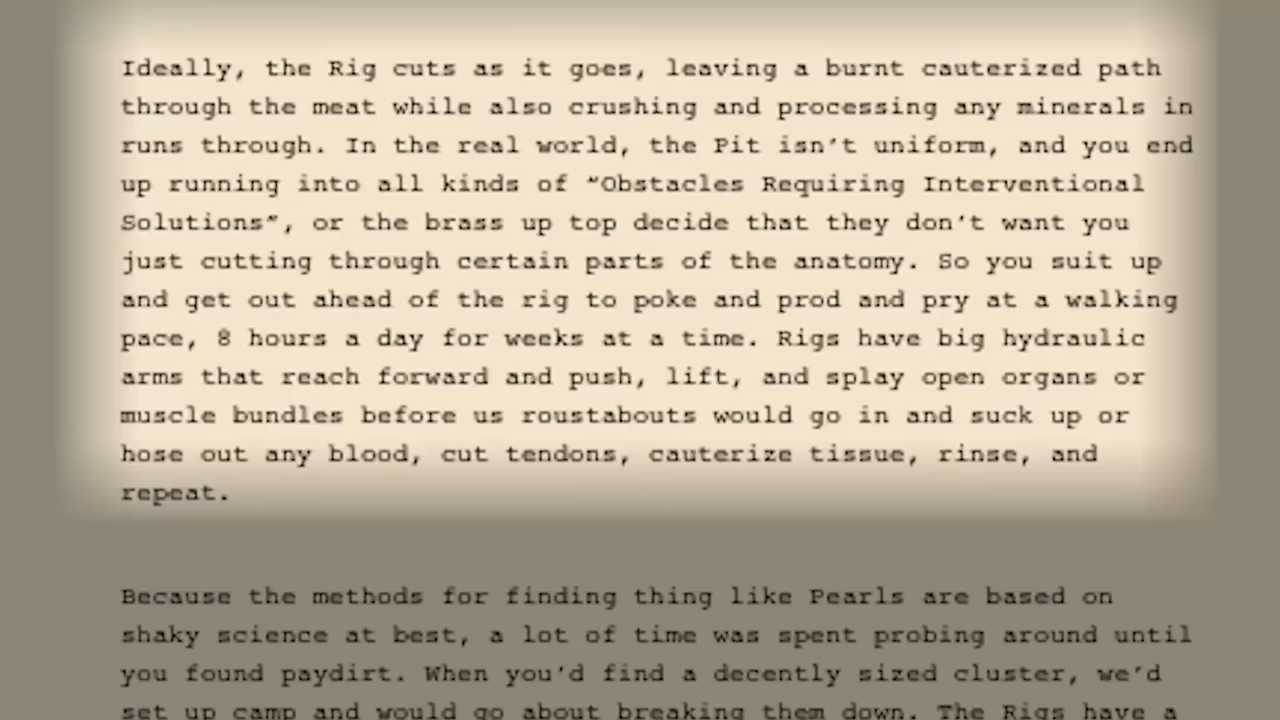 Ideally, the Rig cuts as it goes, leaving a burnt cauterized path
through the meat while also crushing and processing any minerals in
runs through. In the real world, the Pit isn’t uniform, and you end
up running into all kinds of “Obstacles Requiring Interventional
Solutions”, or the brass up top decide that they don’t want you
just cutting through certain parts of the anatomy. So you suit up
and get out ahead of the rig to poke and prod and pry at a walking
pace, 8 hours a day for weeks at a time. Rigs have big hydraulic
arms that reach forward and push, lift, and splay open organs or
muscle bundles before us roustabouts would go in and suck up or
hose out any blood, cut tendons, cauterize tissue, rinse, and
repeat.
Because the methods for finding thing like Pearls are based on
shaky science at best, a lot of time was spent probing around until
you found paydirt. When you’d find a decently sized cluster, we’d
set up camp and would go about breaking them down. The Rigs have a